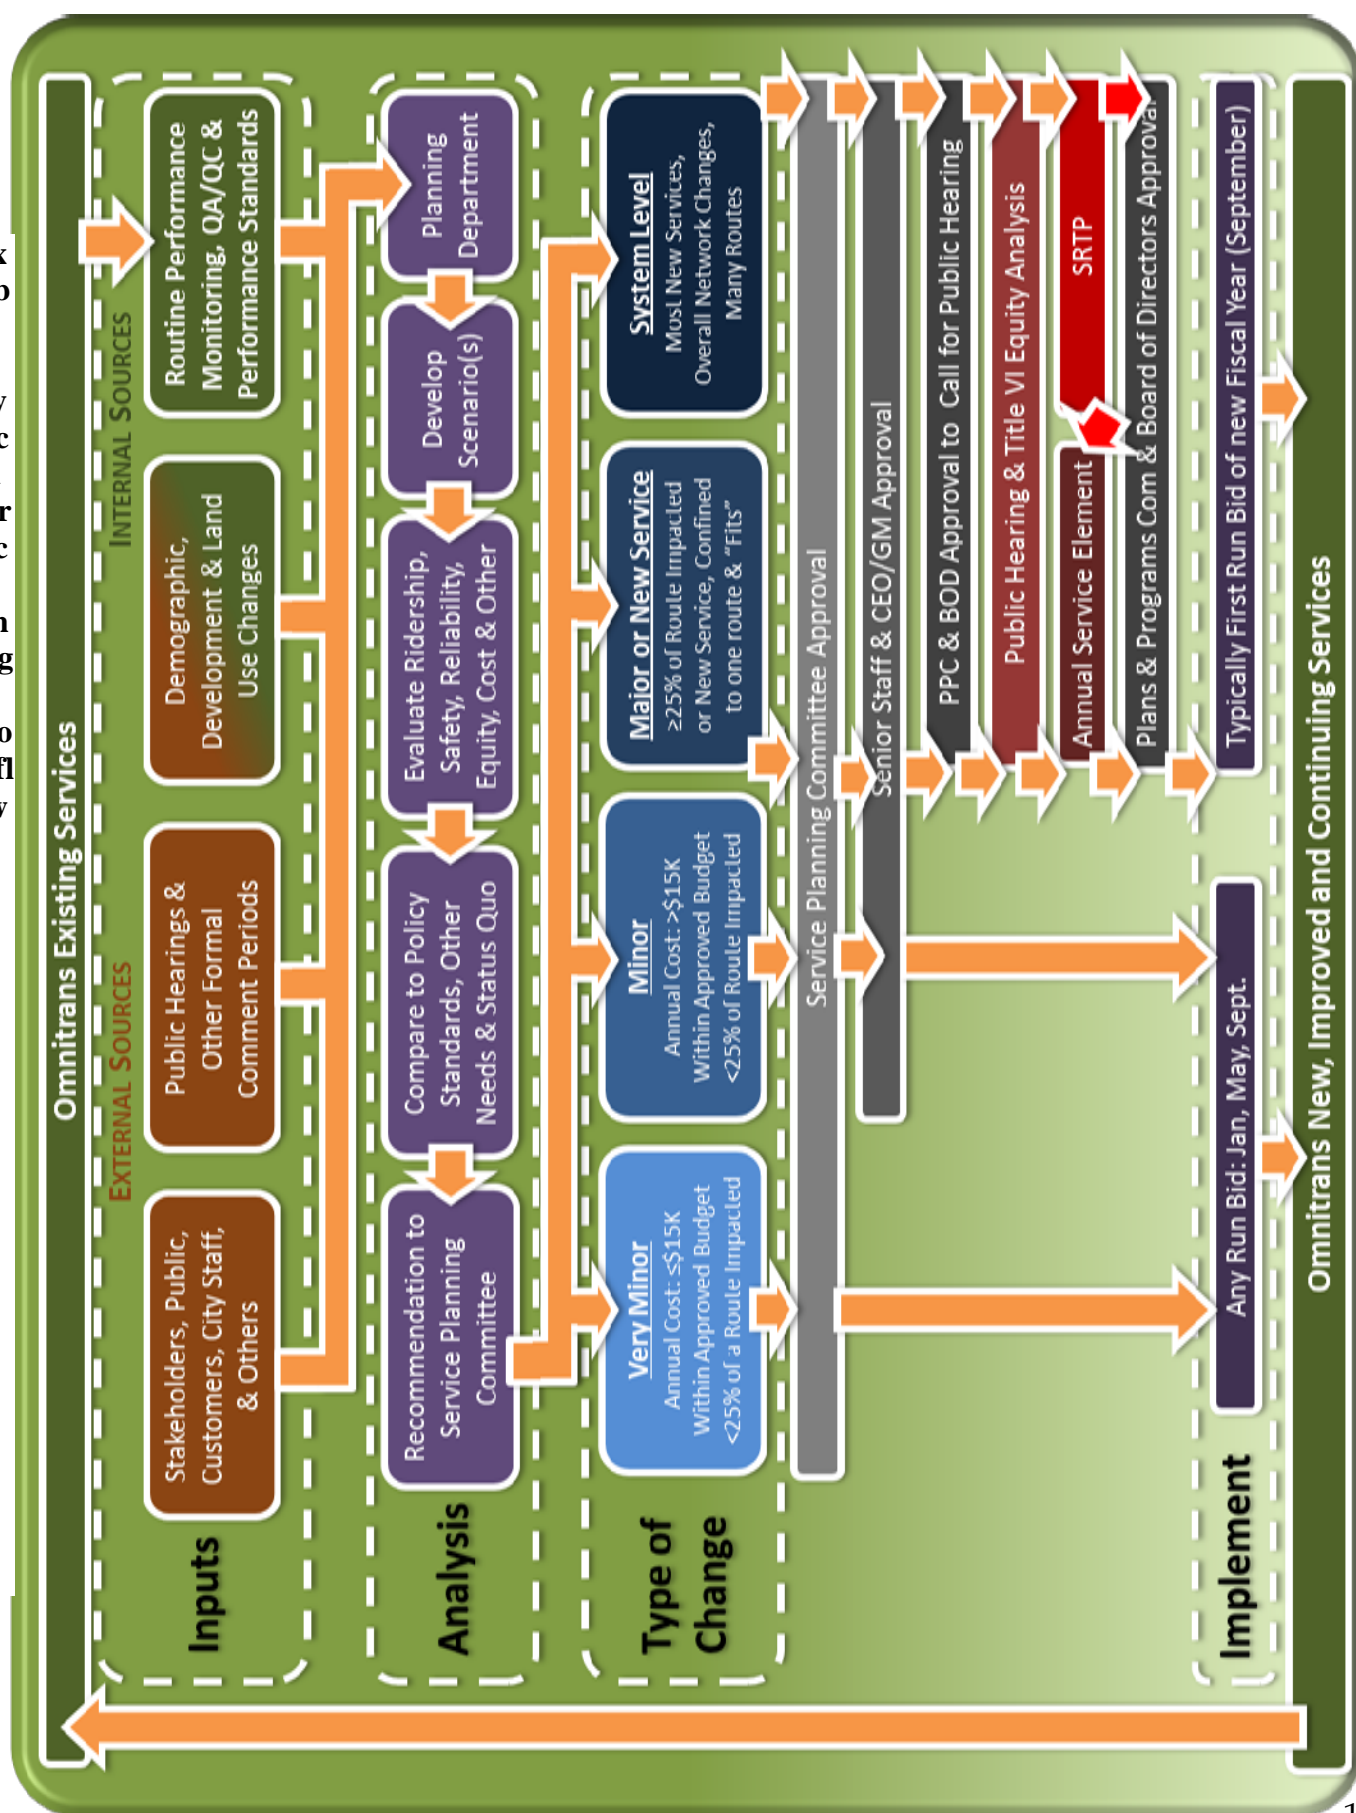 Omnitrans Existing Services
Inputs
EXTERNAL SOURCES
INTERNAL SOURCES
Stakeholders, Public,
Customers, City Staff,
& Others
Public Hearings &
Other Formal
Comment Periods
Demographic,
Development & Land
Use Changes
Routine Performance
Monitoring, QA/QC &
Performance Standards
Analysis
Recommendation to
Service Planning
Committee
Compare to Policy
Standards, Other
Needs & Status Quo
Evaluate Ridership,
Safety, Reliability,
Equity, Cost & Other
Develop
Scenario(s)
Planning
Department
Type of
Change
Very Minor
Annual Cost: ≤$15K
Within Approved Budget
<25% of a Route Impacted
Minor
Annual Cost: >$15K
Within Approved Budget
<25% of Route Impacted
Major or New Service
≥25% of Route Impacted
or New Service, Confined
to one route & “Fits”
System Level
Most New Services,
Overall Network Changes,
Many Routes
Service Planning Committee Approval
Senior Staff & CEO/GM Approval
PPC & BOD Approval to Call for Public Hearing
Public Hearing & Title VI Equity Analysis
Annual Service Element
SRTP
Plans & Programs Com & Board of Directors Approval
Implement
Any Run Bid: Jan, May, Sept.
Typically First Run Bid of new Fiscal Year (September)
Omnitrans New, Improved and Continuing Services